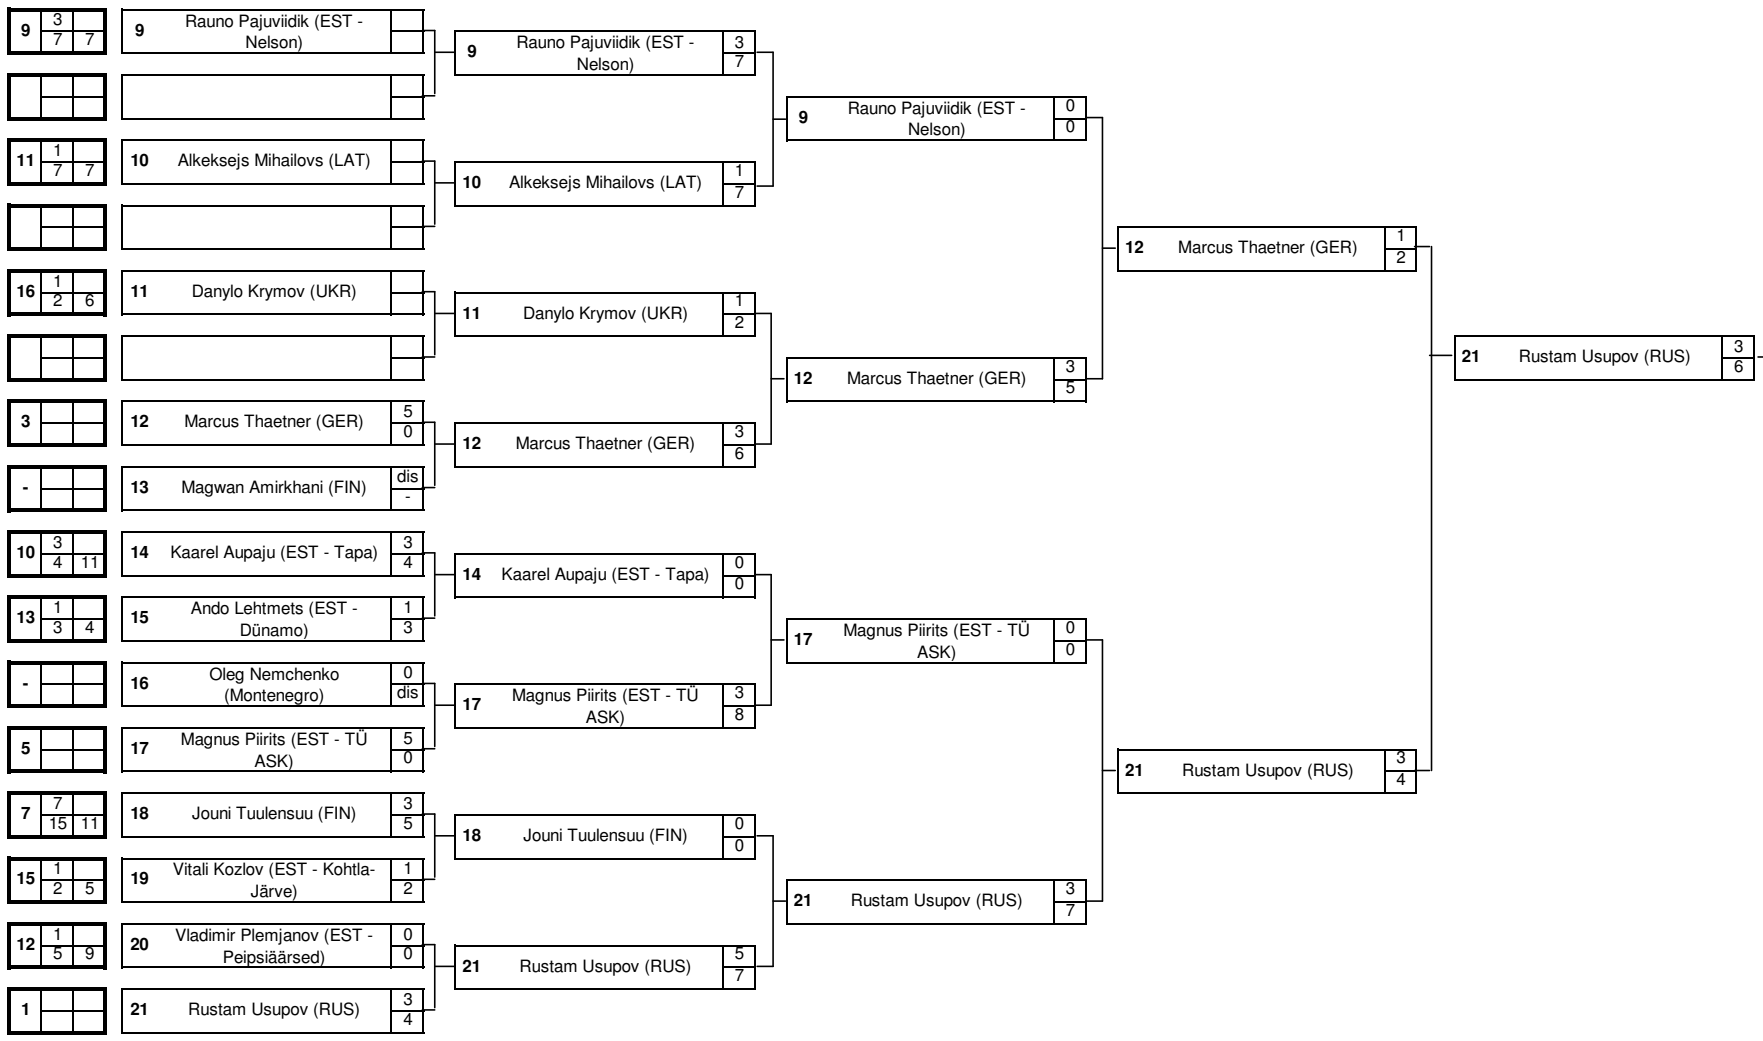 9 3 7 7
9 Rauno Pajuviidik (EST -
Nelson)
11 1 7 7
10 Alkeksejs Mihailovs (LAT)
16 1 2 6
11 Danylo Krymov (UKR)
3
12 Marcus Thaetner (GER) 5 0
-
13 Magwan Amirkhani (FIN) dis -
10 3 4 11
14 Kaarel Aupaju (EST - Tapa) 3 4
13 1 3 4
15 Ando Lehtmets (EST -
Dünamo) 1 3
-
16 Oleg Nemchenko
(Montenegro) 0 dis
5
17 Magnus Piirits (EST - TÜ
ASK) 5 0
7 7 15 11
18 Jouni Tuulensuu (FIN) 3 5
15 1 2 5
19 Vitali Kozlov (EST - Kohtla-
Järve) 1 2
12 1 5 9
20 Vladimir Plemjanov (EST -
Peipsiäärsed) 0 0
1
21 Rustam Usupov (RUS) 3 4
9 Rauno Pajuviidik (EST -
Nelson) 3 7
10 Alkeksejs Mihailovs (LAT) 1 7
11 Danylo Krymov (UKR) 1 2
12 Marcus Thaetner (GER) 3 6
14 Kaarel Aupaju (EST - Tapa) 0 0
17 Magnus Piirits (EST - TÜ
ASK) 3 8
18 Jouni Tuulensuu (FIN) 0 0
21 Rustam Usupov (RUS) 5 7
9 Rauno Pajuviidik (EST -
Nelson) 0 0
12 Marcus Thaetner (GER) 3 5
17 Magnus Piirits (EST - TÜ
ASK) 0 0
21 Rustam Usupov (RUS) 3 7
12 Marcus Thaetner (GER) 1 2
21 Rustam Usupov (RUS) 3 4
21 Rustam Usupov (RUS) 3 6